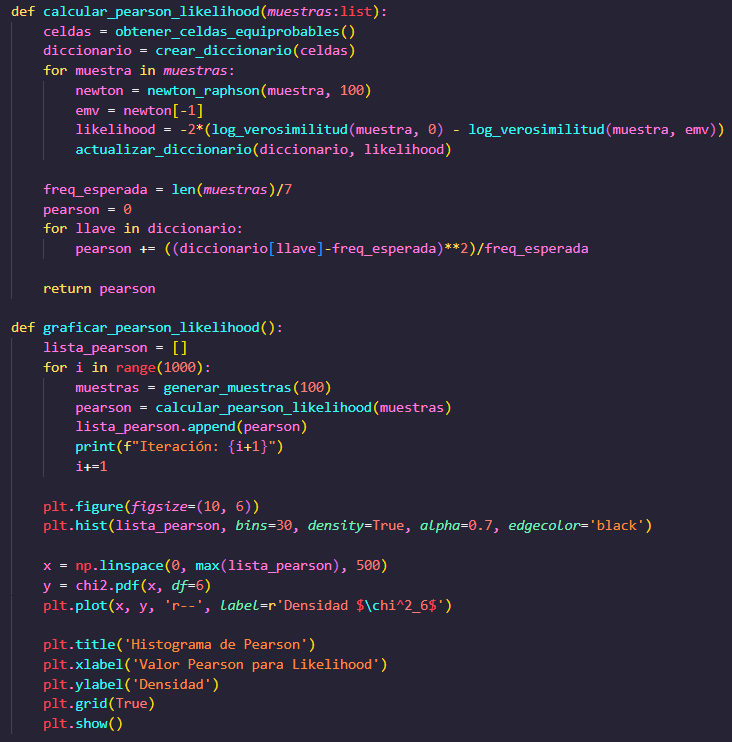 def calcular_pearson_likelihood(muestras:list):
    celdas = obtener_celdas_equiprobables()
    diccionario = crear_diccionario(celdas)
    for muestra in muestras:
        newton = newton_raphson(muestra, 100)
        emv = newton[-1]
        likelihood = -2*(log_verosimilitud(muestra, 0) - log_verosimilitud(muestra, emv))
        actualizar_diccionario(diccionario, likelihood)

    freq_esperada = len(muestras)/7
    pearson = 0
    for llave in diccionario:
        pearson += ((diccionario[llave]-freq_esperada)**2)/freq_esperada

    return pearson

def graficar_pearson_likelihood():
    lista_pearson = []
    for i in range(1000):
        muestras = generar_muestras(100)
        pearson = calcular_pearson_likelihood(muestras)
        lista_pearson.append(pearson)
        print(f"Iteración: {i+1}")
        i+=1

    plt.figure(figsize=(10, 6))
    plt.hist(lista_pearson, bins=30, density=True, alpha=0.7, edgecolor='black')

    x = np.linspace(0, max(lista_pearson), 500)
    y = chi2.pdf(x, df=6)
    plt.plot(x, y, 'r--', label=r'Densidad $\chi^2_6$')

    plt.title('Histograma de Pearson')
    plt.xlabel('Valor Pearson para Likelihood')
    plt.ylabel('Densidad')
    plt.grid(True)
    plt.show()